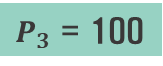 P₃ = 100